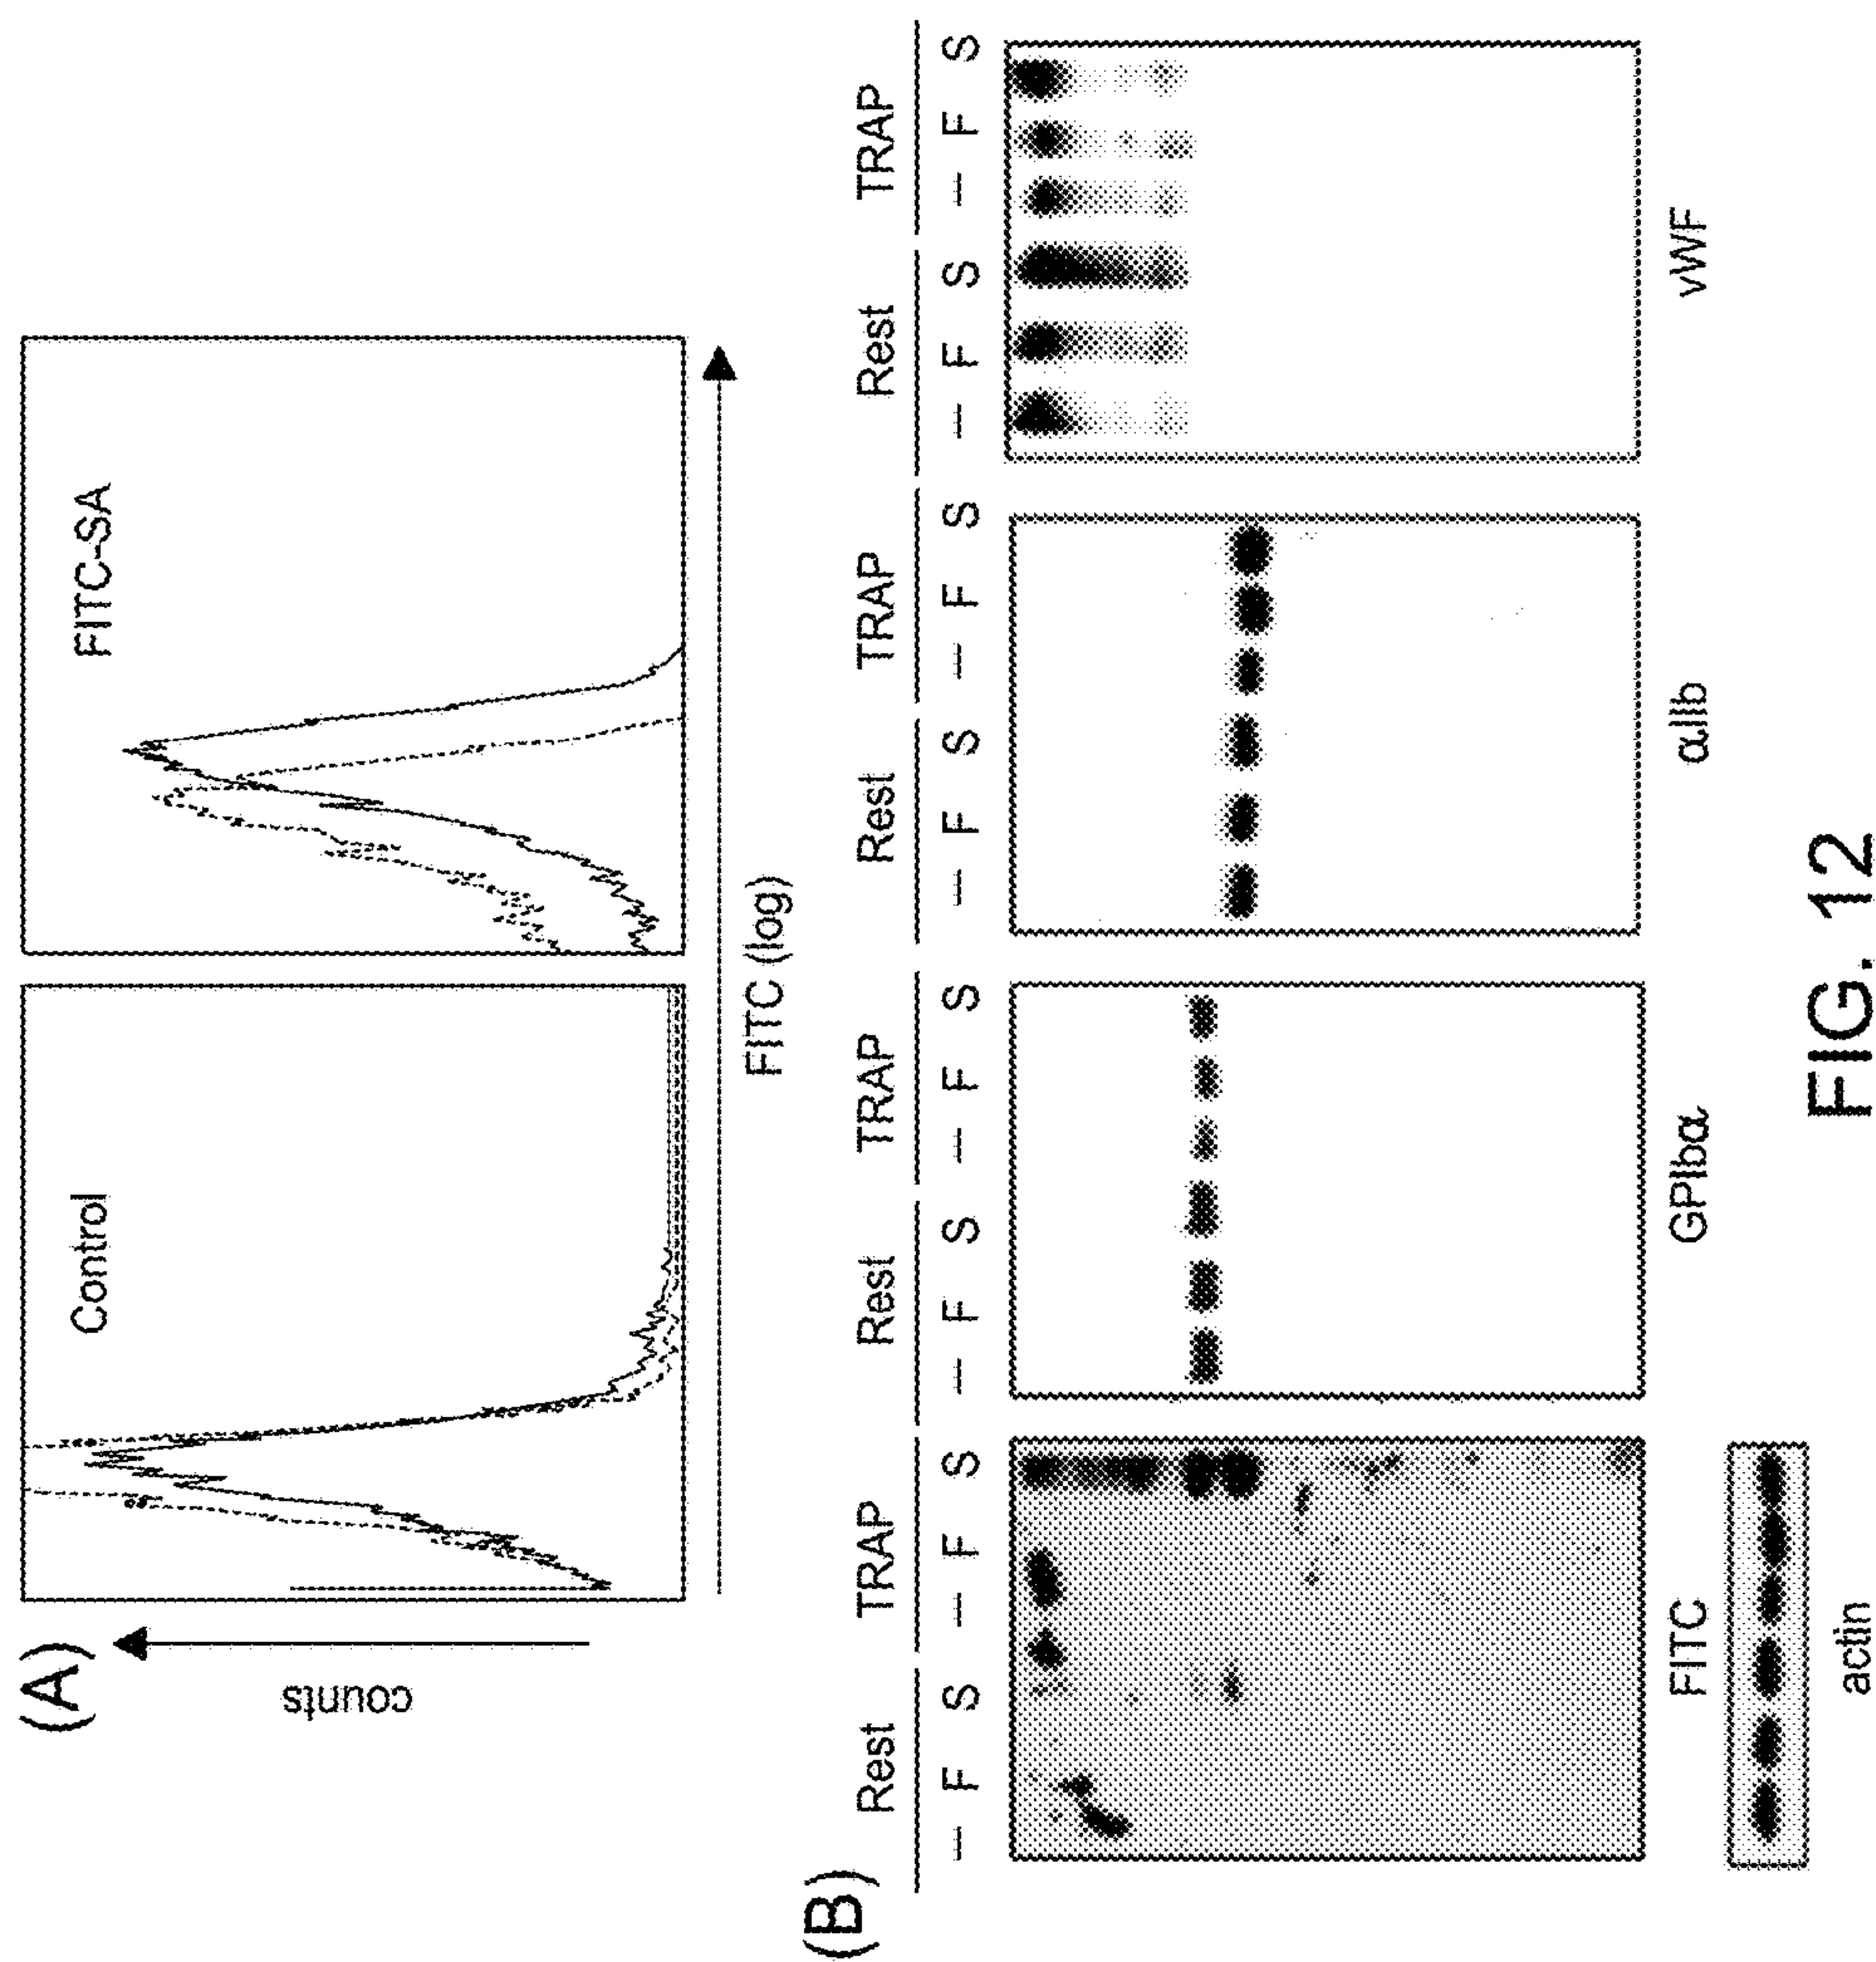 (A)
counts
Control
FITC-SA
FITC (log)
(B)
Rest TRAP Rest TRAP Rest TRAP Rest TRAP
– F S – F S – F S – F S – F S – F S – F S – F S
FITC GPIbα αIIb vWF
actin
FIG. 12